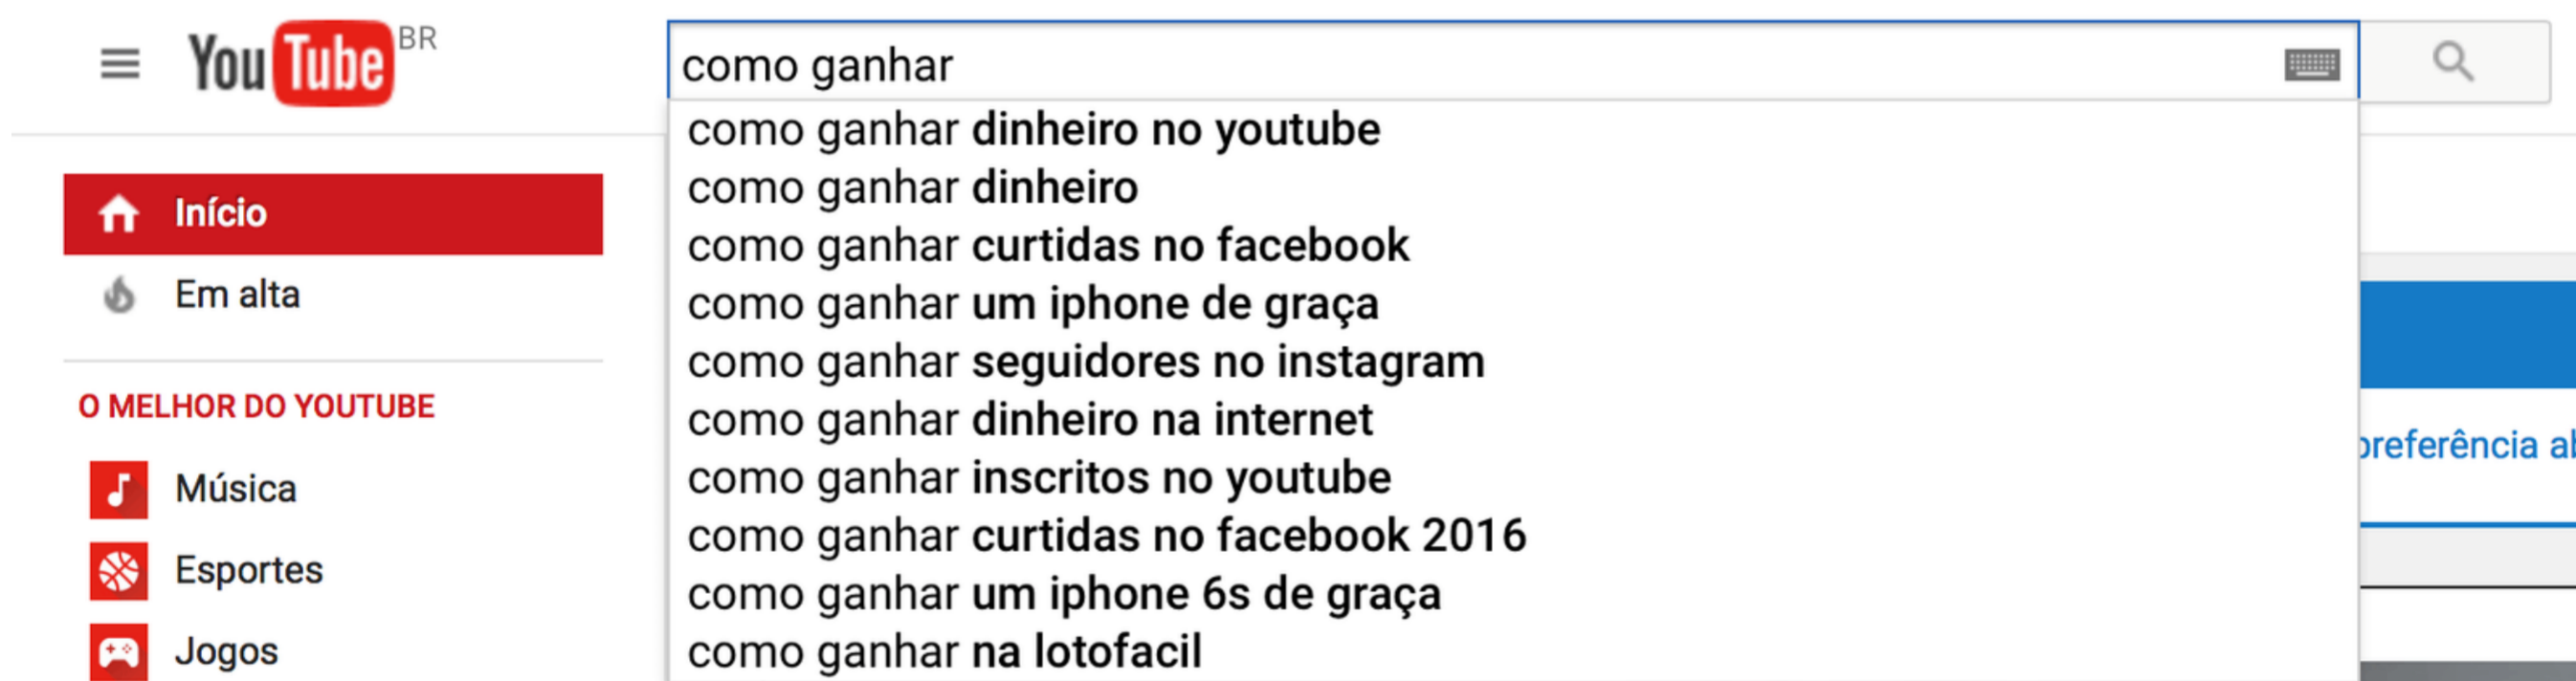 YouTube BR
como ganhar
como ganhar dinheiro no youtube
como ganhar dinheiro
como ganhar curtidas no facebook
como ganhar um iphone de graça
como ganhar seguidores no instagram
como ganhar dinheiro na internet
como ganhar inscritos no youtube
como ganhar curtidas no facebook 2016
como ganhar um iphone 6s de graça
como ganhar na lotofacil
Início
Em alta
O MELHOR DO YOUTUBE
Música
Esportes
Jogos
preferência